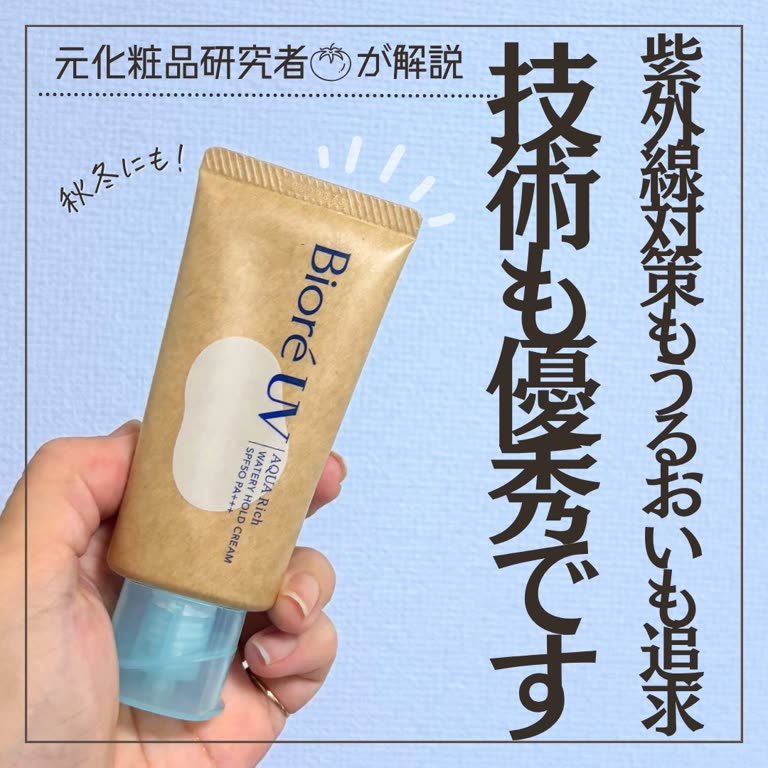 元化粧品研究者🍅が解説
紫外線対策もうるおいも追求
技術も優秀です
秋冬にも！
Bioré UV
AQUA Rich
WATERY HOLD CREAM
SPF50 PA+++